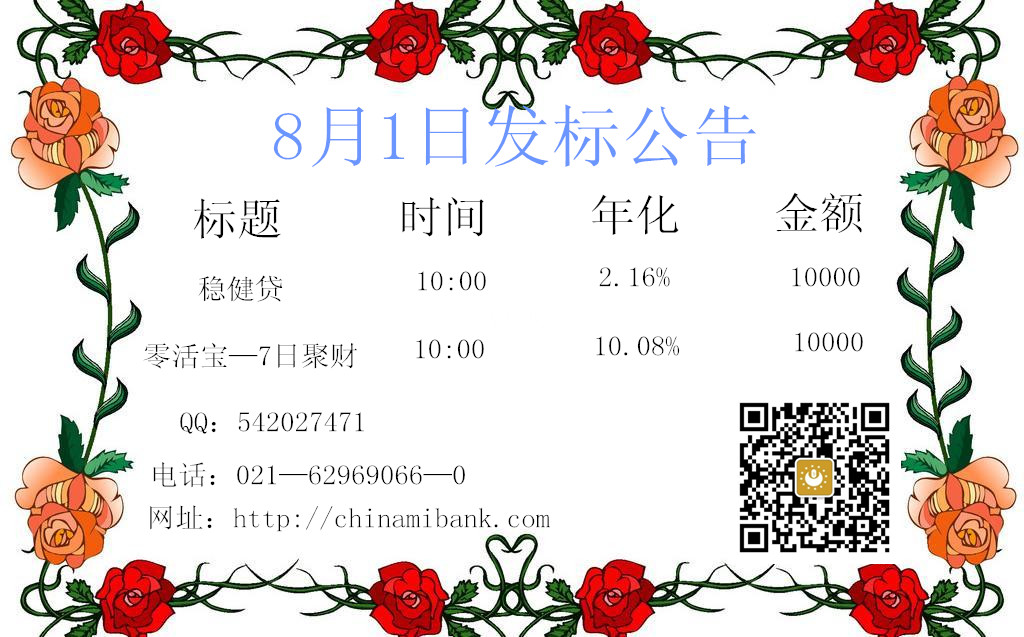 8月1日发标公告
标题 时间 年化 金额
稳健贷 10:00 2.16% 10000
零活宝—7日聚财 10:00 10.08% 10000
QQ：542027471
电话：021—62969066—0
网址：http://chinamibank.com